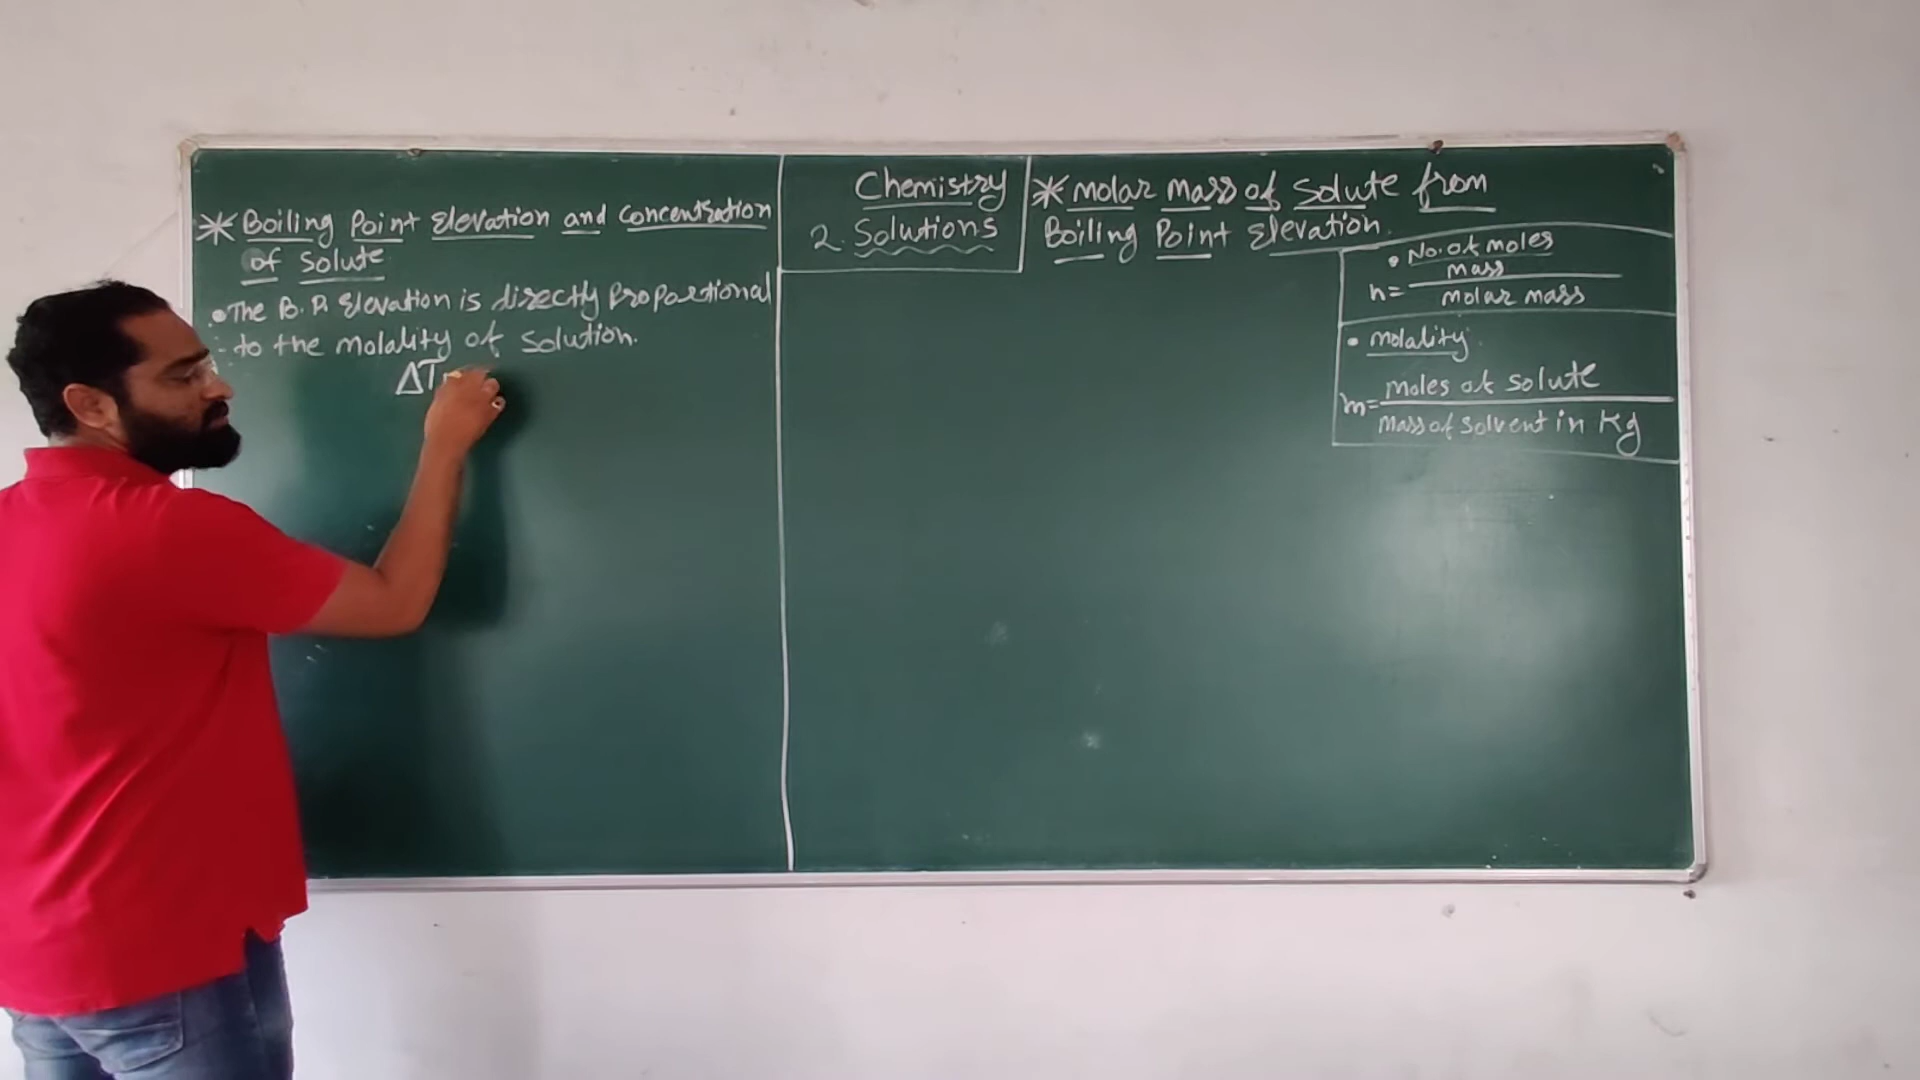 * Boiling Point Elevation and Concentration
of Solute
• The B.P. Elevation is directly Proportional
to the molality of Solution.
ΔT
Chemistry
2. Solutions
* Molar Mass of Solute from
Boiling Point Elevation.
• No. of moles
n= mass
molar mass
• molality
m= moles of solute
mass of solvent in Kg